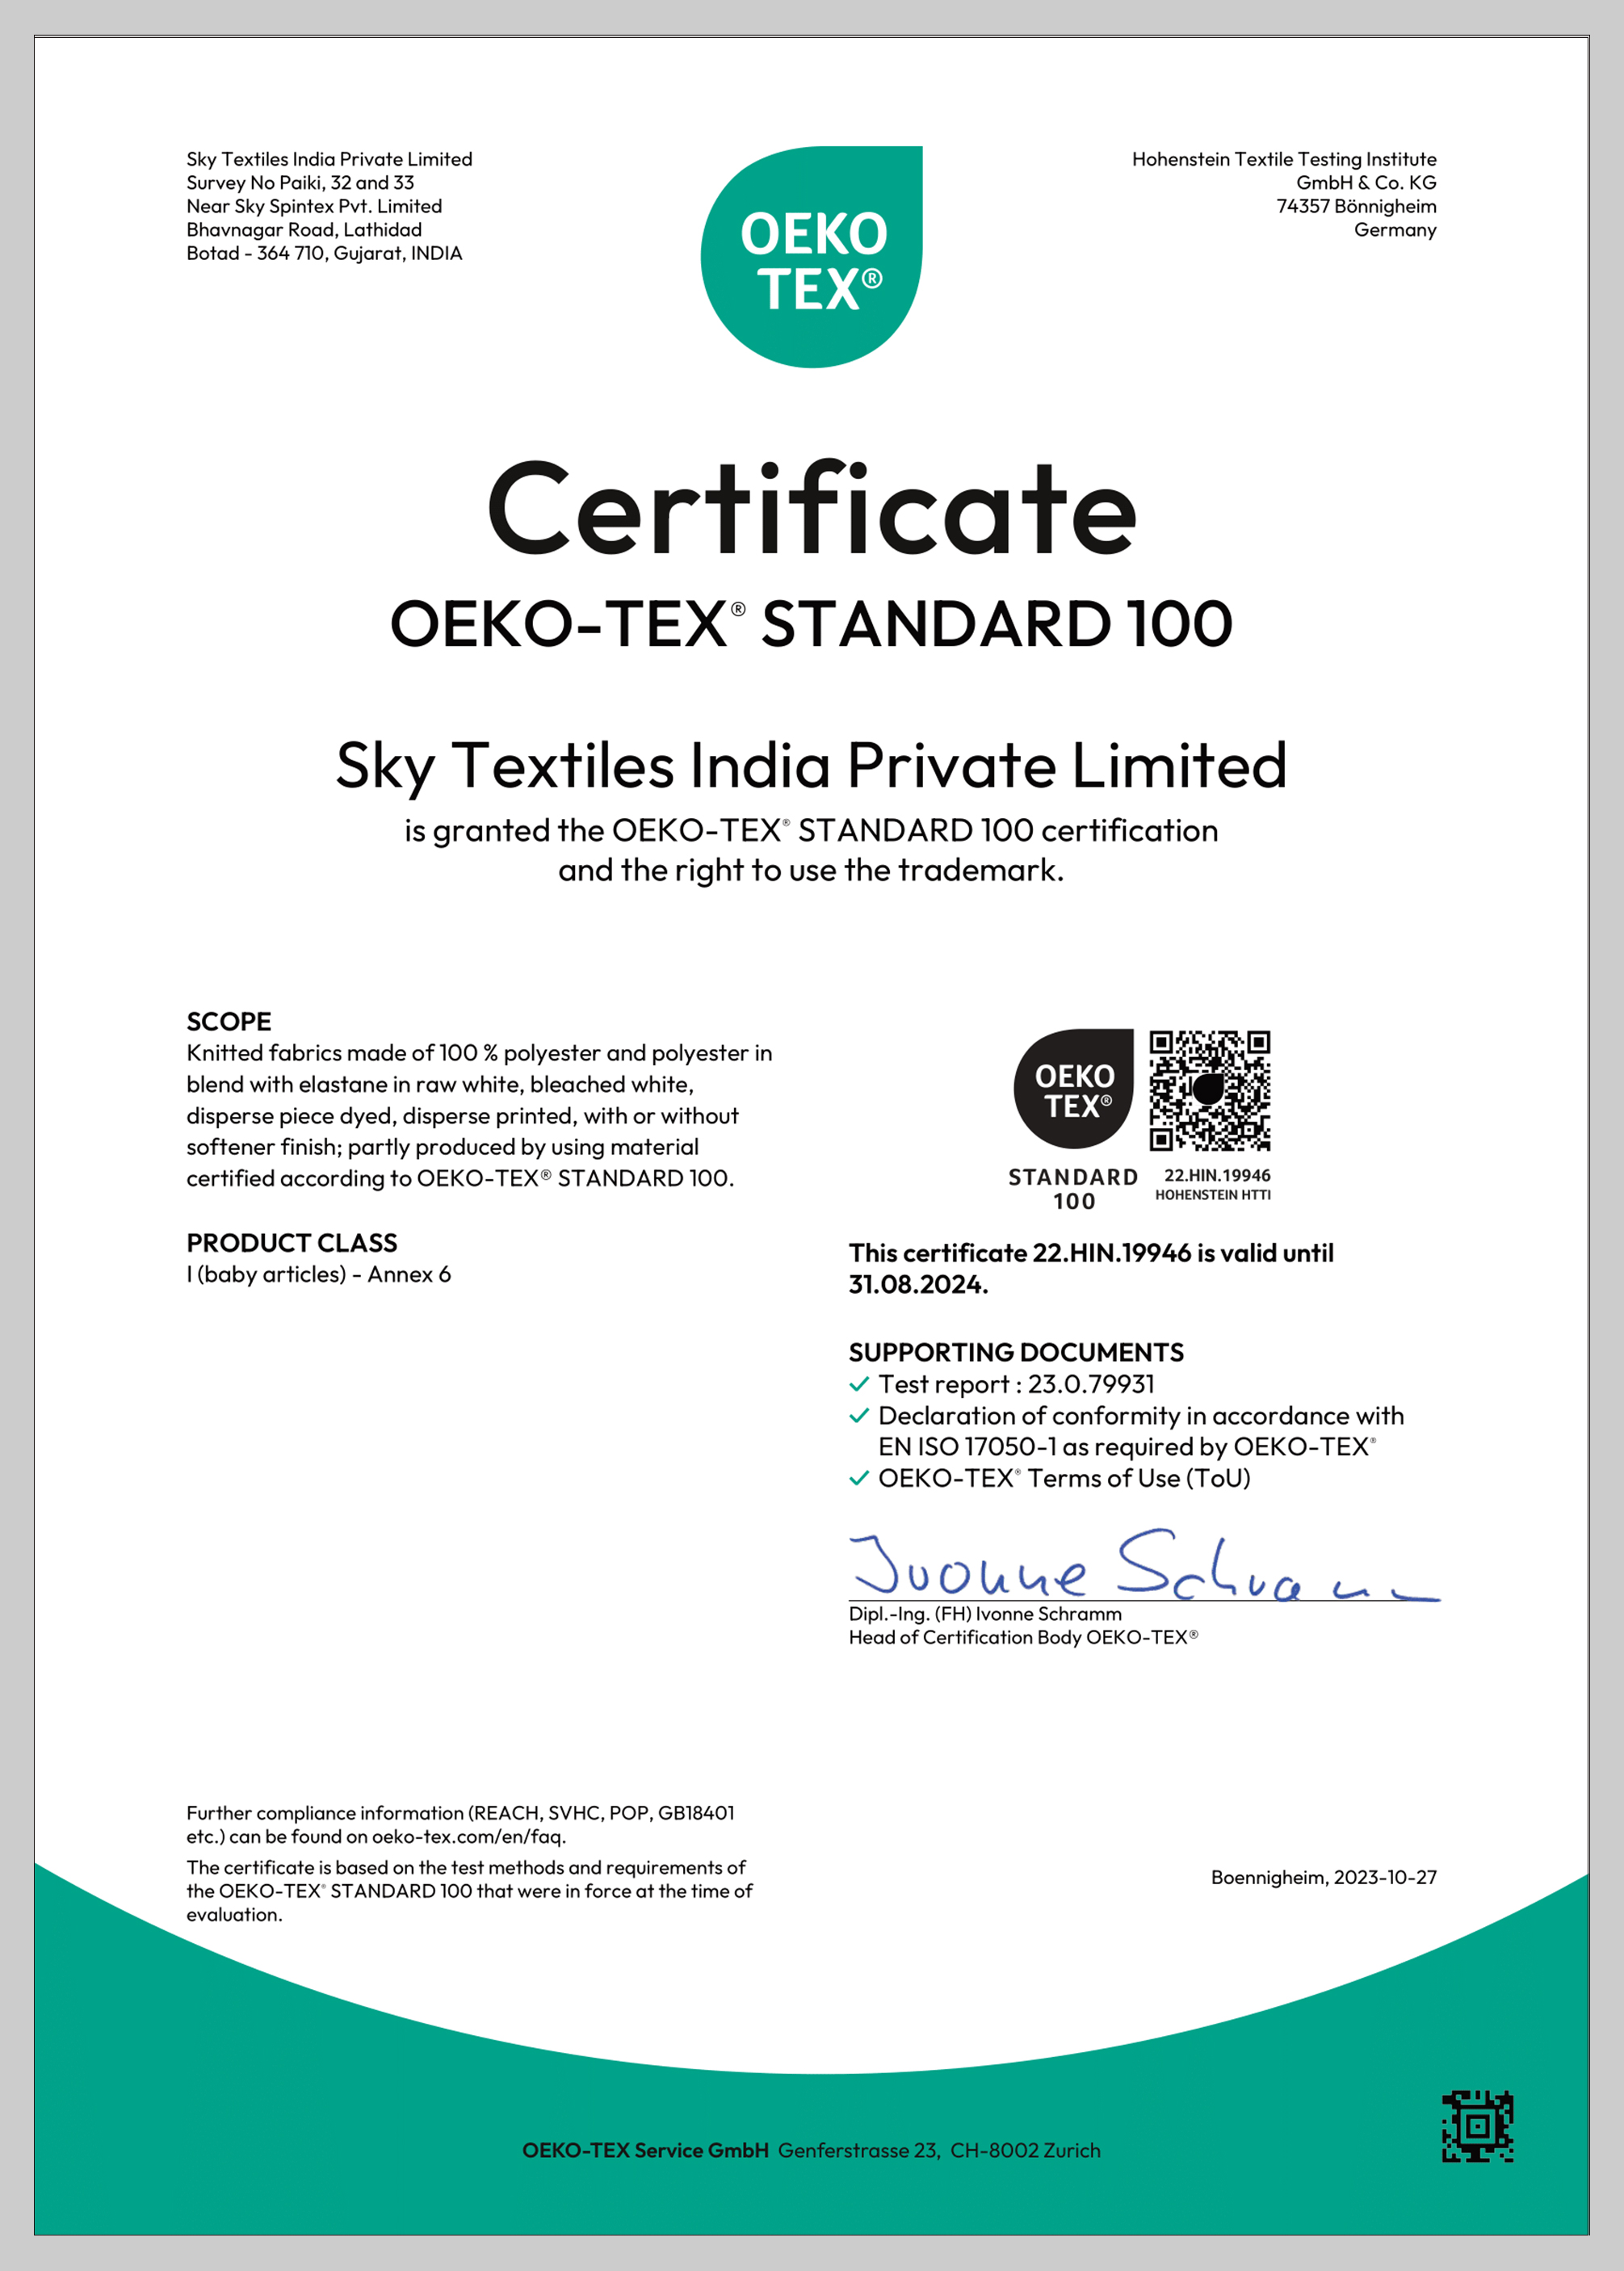 Sky Textiles India Private Limited
Survey No Paiki, 32 and 33
Near Sky Spintex Pvt. Limited
Bhavnagar Road, Lathidad
Botad - 364 710, Gujarat, INDIA
OEKO
TEX®
Hohenstein Textile Testing Institute
GmbH & Co. KG
74357 Bönnigheim
Germany
Certificate
OEKO-TEX® STANDARD 100
Sky Textiles India Private Limited
is granted the OEKO-TEX® STANDARD 100 certification
and the right to use the trademark.
SCOPE
Knitted fabrics made of 100 % polyester and polyester in
blend with elastane in raw white, bleached white,
disperse piece dyed, disperse printed, with or without
softener finish; partly produced by using material
certified according to OEKO-TEX® STANDARD 100.
PRODUCT CLASS
I (baby articles) - Annex 6
OEKO
TEX®
STANDARD
100
22.HIN.19946
HOHENSTEIN HTTI
This certificate 22.HIN.19946 is valid until
31.08.2024.
SUPPORTING DOCUMENTS
✓ Test report : 23.0.79931
✓ Declaration of conformity in accordance with
EN ISO 17050-1 as required by OEKO-TEX®
✓ OEKO-TEX® Terms of Use (ToU)
Ivonne Schramm
Dipl.-Ing. (FH) Ivonne Schramm
Head of Certification Body OEKO-TEX®
Further compliance information (REACH, SVHC, POP, GB18401
etc.) can be found on oeko-tex.com/en/faq.
The certificate is based on the test methods and requirements of
the OEKO-TEX® STANDARD 100 that were in force at the time of
evaluation.
Boennigheim, 2023-10-27
OEKO-TEX Service GmbH Genferstrasse 23, CH-8002 Zurich